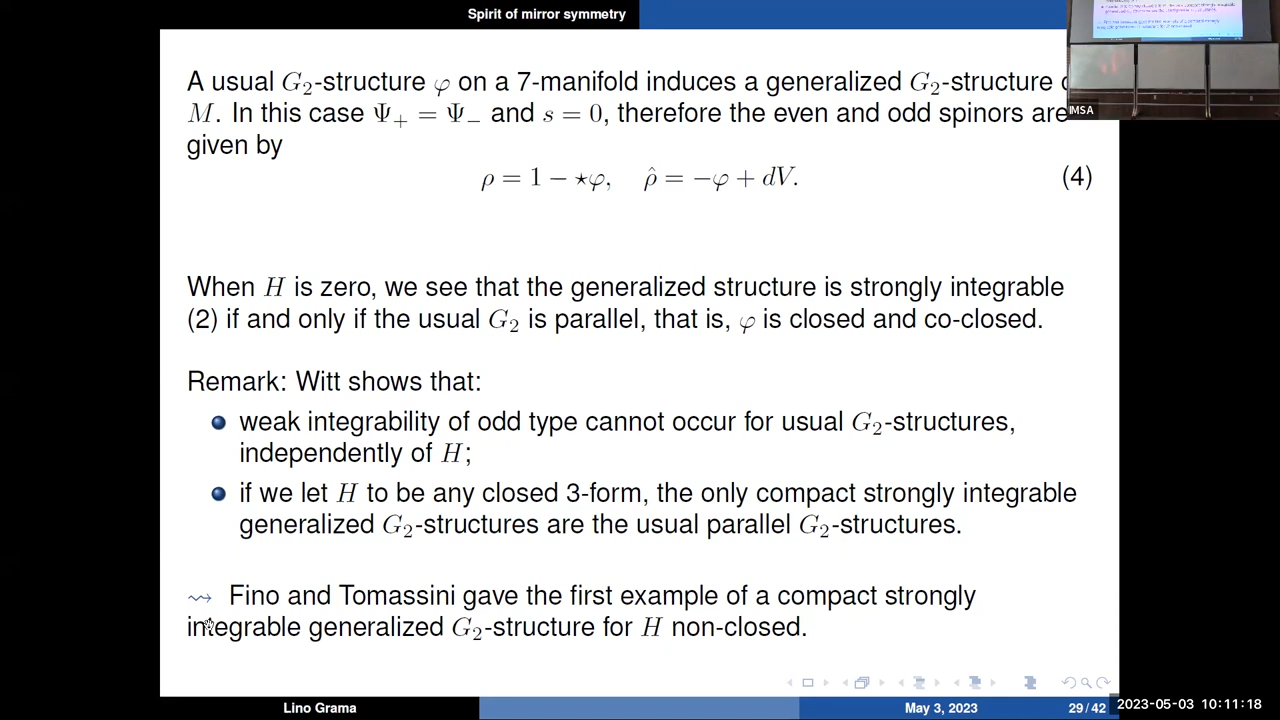 Spirit of mirror symmetry
A usual G₂-structure φ on a 7-manifold induces a generalized G₂-structure
M. In this case Ψ₊ = Ψ₋ and s = 0, therefore the even and odd spinors are
given by
ρ = 1 − ⋆φ, ρ̂ = −φ + dV. (4)
When H is zero, we see that the generalized structure is strongly integrable
(2) if and only if the usual G₂ is parallel, that is, φ is closed and co-closed.
Remark: Witt shows that:
weak integrability of odd type cannot occur for usual G₂-structures,
independently of H;
if we let H to be any closed 3-form, the only compact strongly integrable
generalized G₂-structures are the usual parallel G₂-structures.
⇝ Fino and Tomassini gave the first example of a compact strongly
integrable generalized G₂-structure for H non-closed.
Lino Grama May 3, 2023 29 / 42
IMSA
2023-05-03 10:11:18